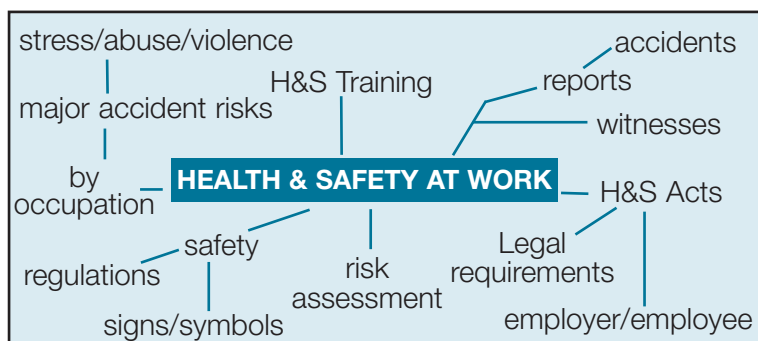 stress/abuse/violence
accidents
H&S Training
reports
major accident risks
witnesses
by
occupation
HEALTH & SAFETY AT WORK
H&S Acts
safety
Legal
requirements
regulations
risk
assessment
signs/symbols
employer/employee